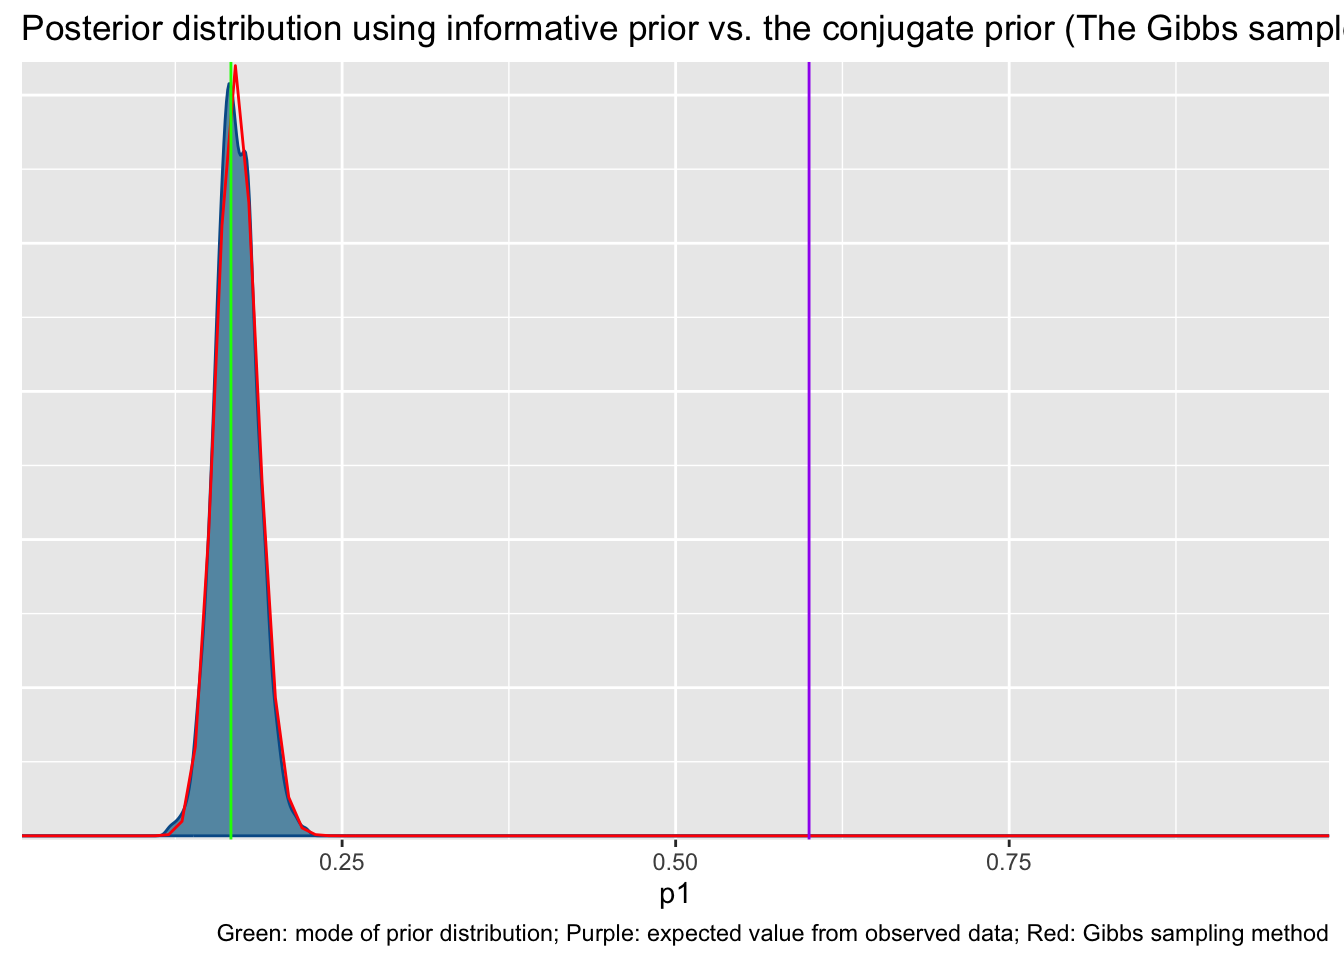 Posterior distribution using informative prior vs. the conjugate prior (The Gibbs sampl
0.25 0.50 0.75
p1
Green: mode of prior distribution; Purple: expected value from observed data; Red: Gibbs sampling method